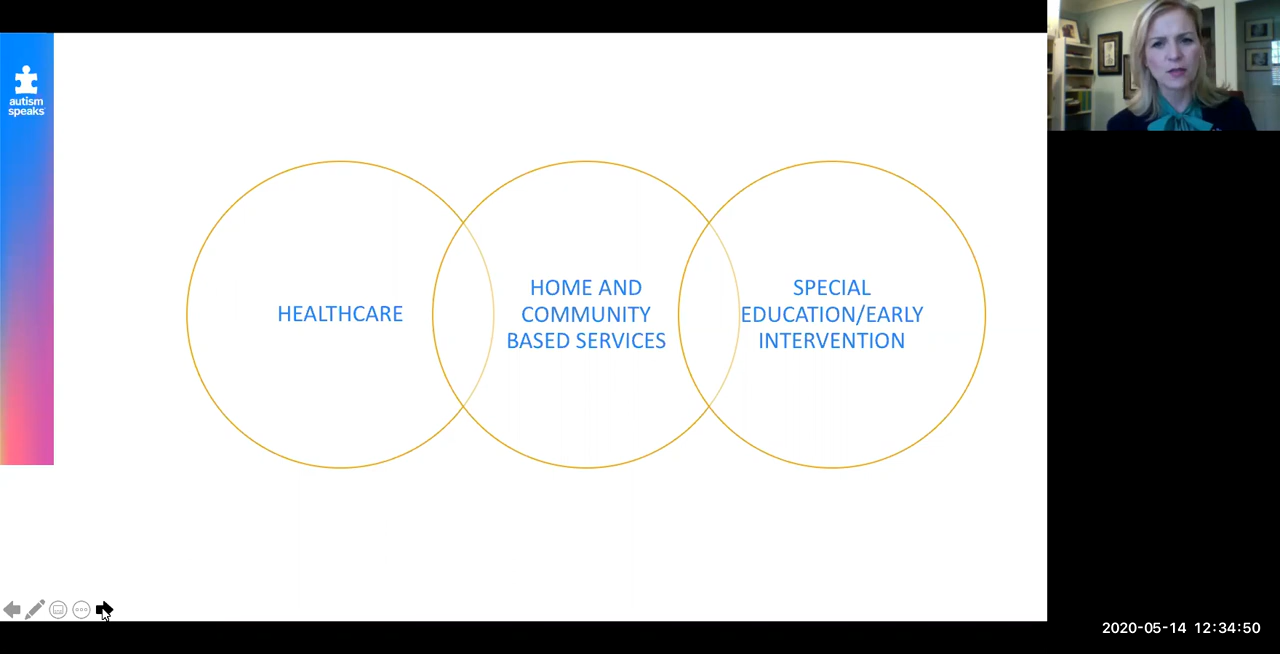 autism
speaks
HEALTHCARE
HOME AND
COMMUNITY
BASED SERVICES
SPECIAL
EDUCATION/EARLY
INTERVENTION
2020-05-14 12:34:50